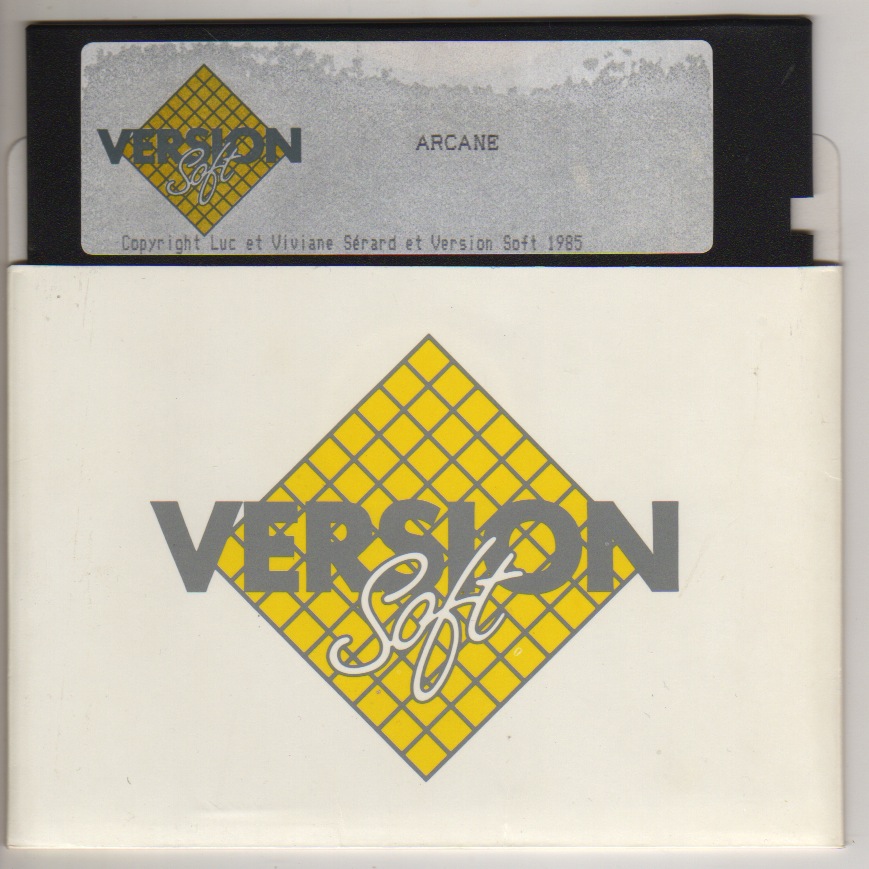 VERSION
Soft
ARCANE
Copyright Luc et Viviane Sérard et Version Soft 1985
VERSION
Soft